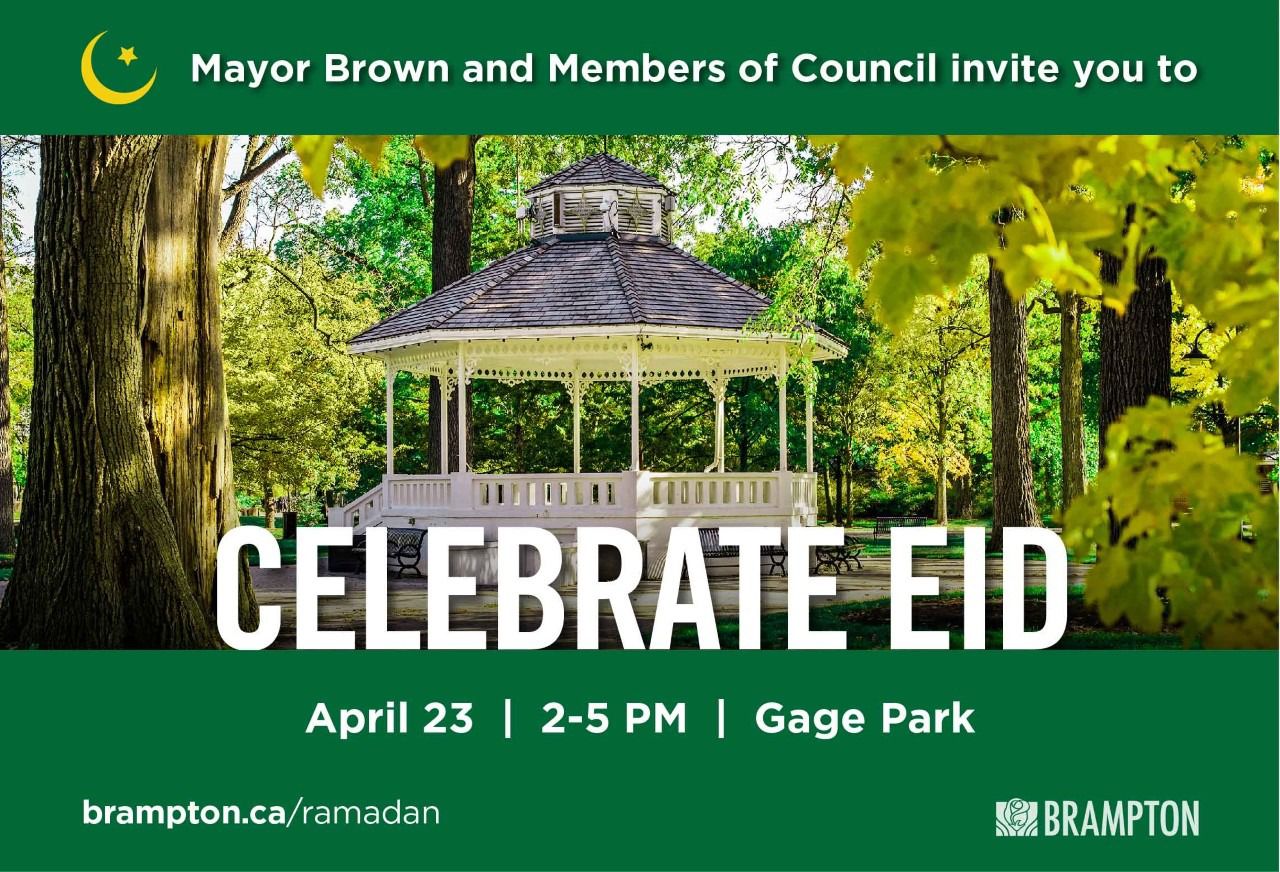 Mayor Brown and Members of Council invite you to
CELEBRATE EID
April 23 | 2-5 PM | Gage Park
brampton.ca/ramadan
BRAMPTON